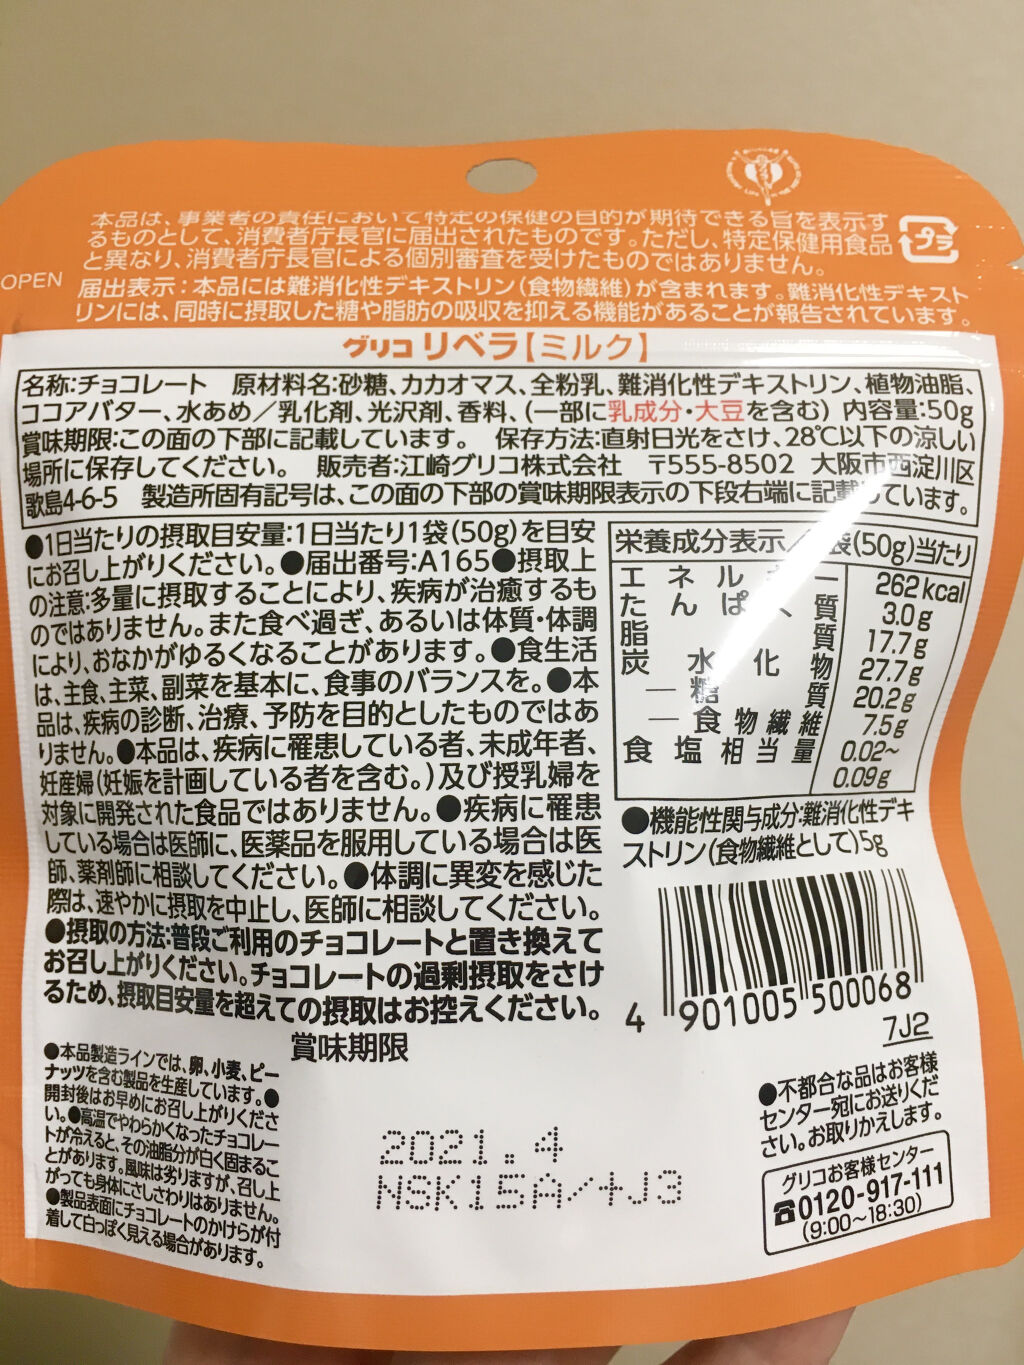 本品は、事業者の責任において特定の保健の目的が期待できる旨を表示す
るものとして、消費者庁長官に届出されたものです。ただし、特定保健用食品
と異なり、消費者庁長官による個別審査を受けたものではありません。
プラ
OPEN
届出表示:本品には難消化性デキストリン(食物繊維)が含まれます。難消化性デキスト
リンには、同時に摂取した糖や脂肪の吸収を抑える機能があることが報告されています。
グリコ リベラ【ミルク】
名称:チョコレート 原材料名:砂糖、カカオマス、全粉乳、難消化性デキストリン、植物油脂、
ココアバター、水あめ/乳化剤、光沢剤、香料、(一部に乳成分・大豆を含む) 内容量:50g
賞味期限:この面の下部に記載しています。 保存方法:直射日光をさけ、28℃以下の涼しい
場所に保存してください。 販売者:江崎グリコ株式会社 〒555-8502 大阪市西淀川区
歌島4-6-5 製造所固有記号は、この面の下部の賞味期限表示の下段右端に記載しています。
●1日当たりの摂取目安量:1日当たり1袋(50g)を目安
にお召し上がりください。●届出番号:A165●摂取上
の注意:多量に摂取することにより、疾病が治癒するも
のではありません。また食べ過ぎ、あるいは体質・体調
により、おなかがゆるくなることがあります。●食生活
は、主食、主菜、副菜を基本に、食事のバランスを。●本
品は、疾病の診断、治療、予防を目的としたものではあ
りません。●本品は、疾病に罹患している者、未成年者、
妊産婦(妊娠を計画している者を含む。)及び授乳婦を
対象に開発された食品ではありません。●疾病に罹患
している場合は医師に、医薬品を服用している場合は医
師、薬剤師に相談してください。●体調に異変を感じた
際は、速やかに摂取を中止し、医師に相談してください。
●摂取の方法:普段ご利用のチョコレートと置き換えて
お召し上がりください。チョコレートの過剰摂取をさけ
るため、摂取目安量を超えての摂取はお控えください。
栄養成分表示/ 袋(50g)当たり
エネルギー 262kcal
たんぱく質 3.0g
脂質 17.7g
炭水化物 27.7g
―糖質 20.2g
―食物繊維 7.5g
食塩相当量 0.02~
0.09g
●機能性関与成分:難消化性デキ
ストリン(食物繊維として)5g
4 901005 500068
7J2
賞味期限
●本品製造ラインでは、卵、小麦、ピー
ナッツを含む製品を生産しています。●
開封後はお早めにお召し上がりくださ
い。●高温でやわらかくなったチョコレー
トが冷えると、その油脂分が白く固まるこ
とがあります。風味は劣りますが、召し上
がっても身体にさしさわりはありません。
●製品表面にチョコレートのかけらが付
着して白っぽく見える場合があります。
2021.4
NSK15A/+J3
●不都合な品はお客様
センター宛にお送りくだ
さい。お取りかえします。
グリコお客様センター
0120-917-111
(9:00~18:30)